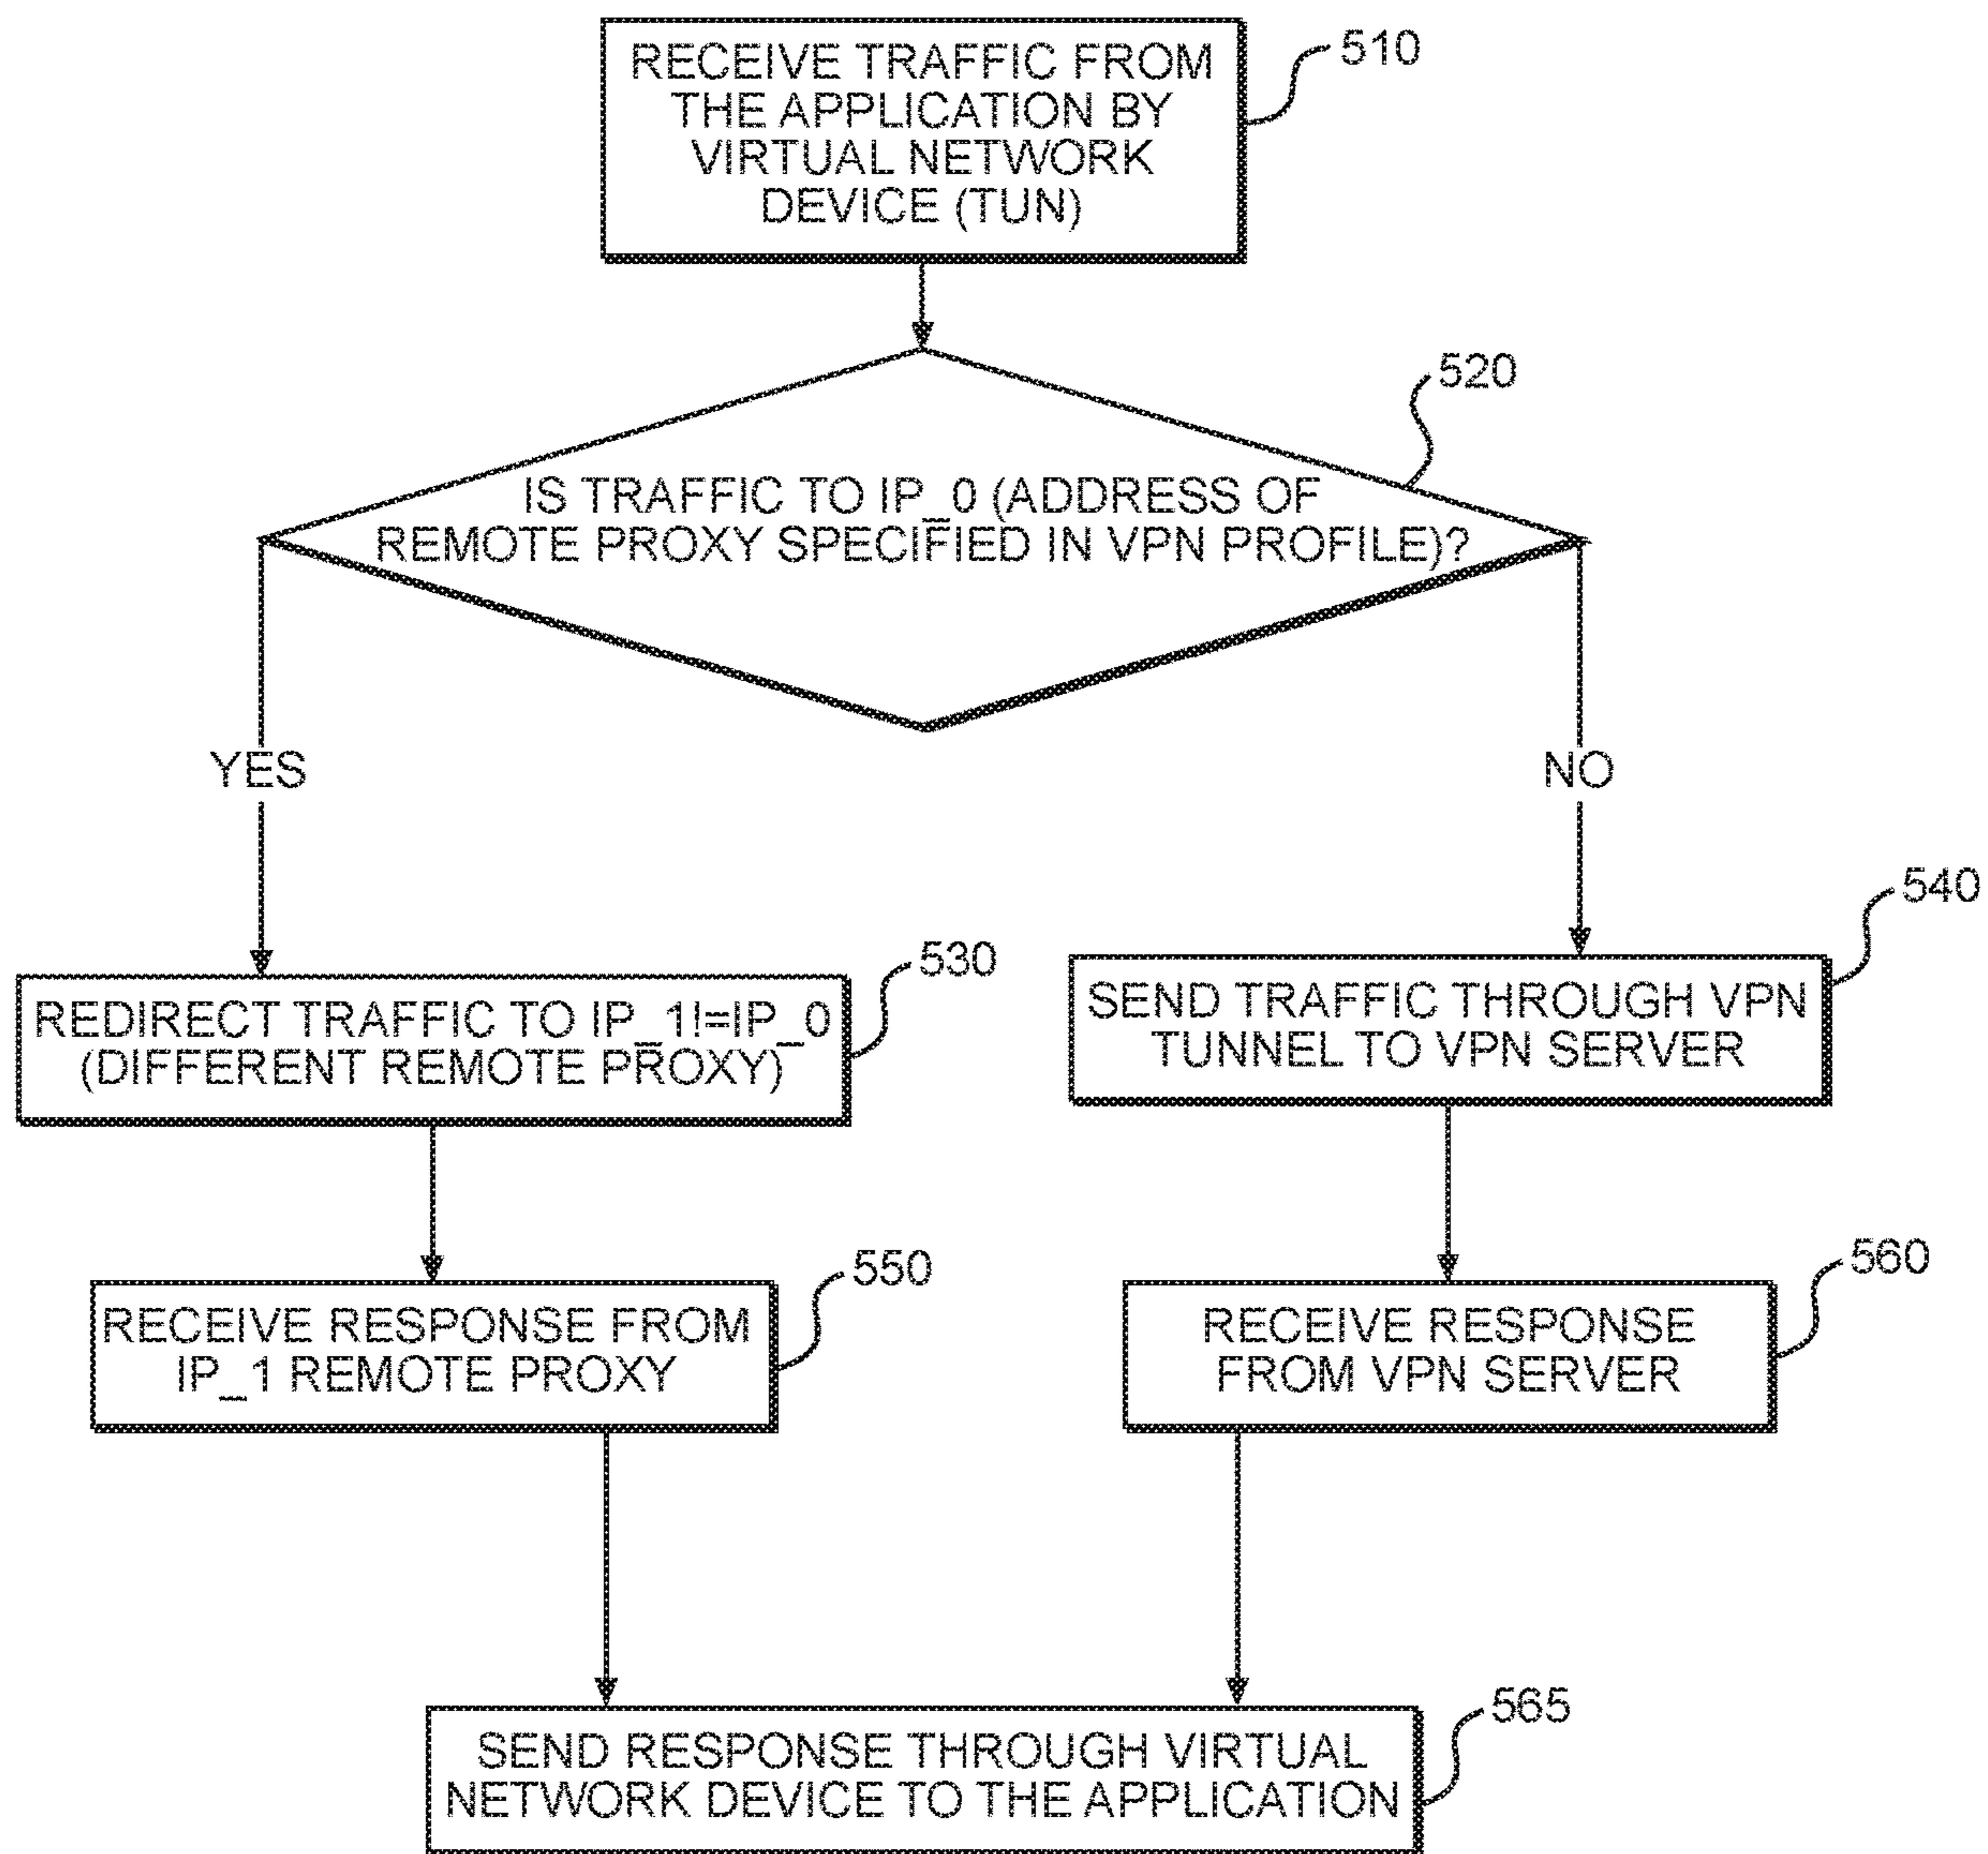 RECEIVE TRAFFIC FROM
THE APPLICATION BY
VIRTUAL NETWORK
DEVICE (TUN)
510
520
IS TRAFFIC TO IP_0 (ADDRESS OF
REMOTE PROXY SPECIFIED IN VPN PROFILE)?
YES
NO
530
REDIRECT TRAFFIC TO IP_1!=IP_0
(DIFFERENT REMOTE PROXY)
540
SEND TRAFFIC THROUGH VPN
TUNNEL TO VPN SERVER
550
RECEIVE RESPONSE FROM
IP_1 REMOTE PROXY
560
RECEIVE RESPONSE
FROM VPN SERVER
565
SEND RESPONSE THROUGH VIRTUAL
NETWORK DEVICE TO THE APPLICATION